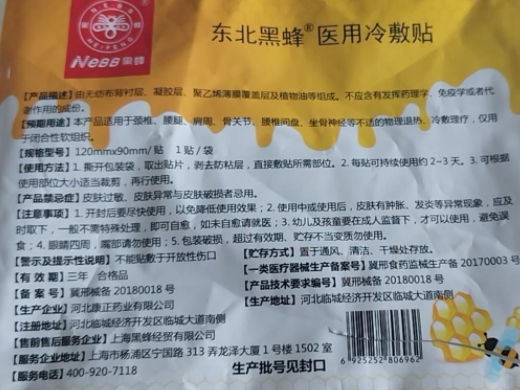 Nebb 東蜂
东北黑蜂®医用冷敷贴
【产品描述】由无纺布背衬层、凝胶层、聚乙烯薄膜覆盖层及植物油等组成。不应含有发挥药理学、免疫学或者代
谢作用的成份。
【预期用途】本产品适用于颈椎、腰腿、肩周、骨关节、腰椎间盘、坐骨神经等不适的物理退热、冷敷理疗，仅用
于闭合性软组织。
【规格型号】120mmx90mm/ 贴 1贴/袋
【使用方法】1. 撕开包装袋，取出贴片，剥去防粘层，直接敷贴所需部位。2. 每贴可持续使用约 2~3 天。3. 可根据
使用部位大小适当裁剪，再行使用。
【产品禁忌症】皮肤过敏、皮肤异常与皮肤破损者忌用。
【注意事项】1. 开封后要尽快使用，以免降低使用效果；2. 使用中或使用后，皮肤有肿胀、发炎等异常现象，应及
时取下，一般不需特殊处理，即可自愈，如未自愈请就医；3. 幼儿及孩童要在成人监督下，才可以使用，避免误
食；4. 眼睛四周，嘴部请勿使用；5. 包装破损，超过有效期、贮存不当变质勿使用。
【警示及提示性说明】不能贴敷于开放性伤口
【贮存方式】置于通风、清洁、干燥处存放。
【有 效 期】三年 合格品
【一类医疗器械生产备案号】冀邢食药监械生产备 20170003 号
【备 案 号】冀邢械备 20180018 号
【产品技术要求编号】冀邢械备 20180018 号
【生产企业】河北康正药业有限公司
【生产地址】河北临城经济开发区临城大道南侧
【注册地址】河北临城经济开发区临城大道南侧
【售前售后服务企业】上海黑蜂经贸有限公司
【服务企业地址】上海市杨浦区宁国路 313 弄龙泽大厦 1 号楼 1502 室
【服务电话】400-920-7118
生产批号见封口
6 925252 806962